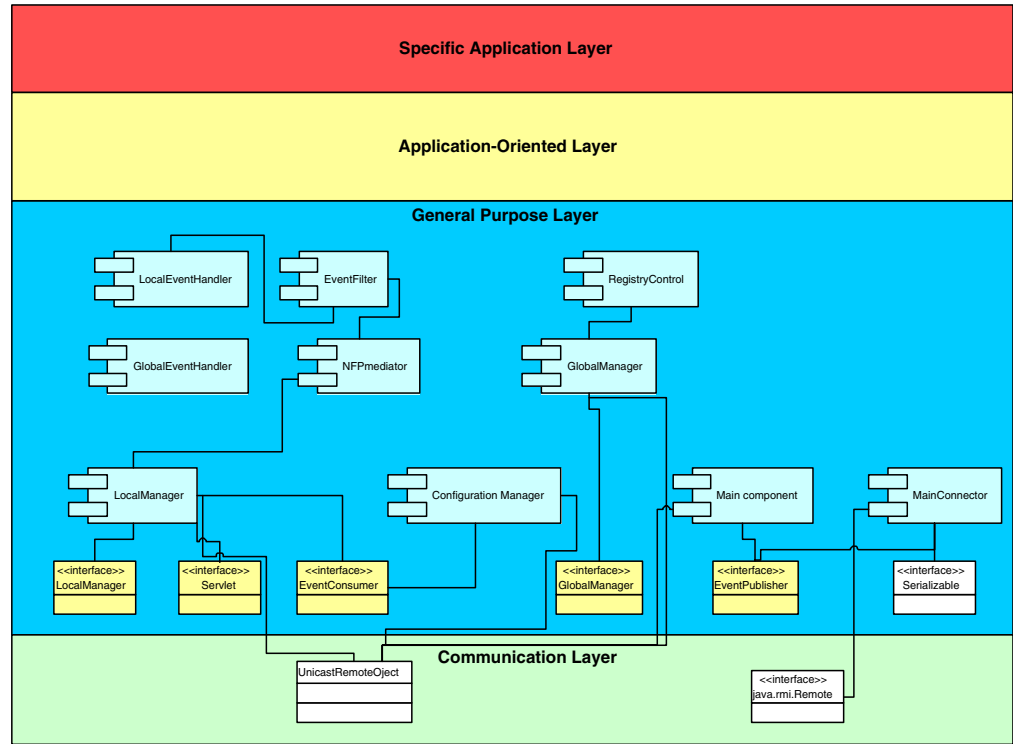 Specific Application Layer
Application-Oriented Layer
General Purpose Layer
LocalEventHandler
EventFilter
RegistryControl
GlobalEventHandler
NFPmediator
GlobalManager
LocalManager
Configuration Manager
Main component
MainConnector
<<interface>>
LocalManager
<<interface>>
Servlet
<<interface>>
EventConsumer
<<interface>>
GlobalManager
<<interface>>
EventPublisher
<<interface>>
Serializable
Communication Layer
UnicastRemoteOject
<<interface>>
java.rmi.Remote